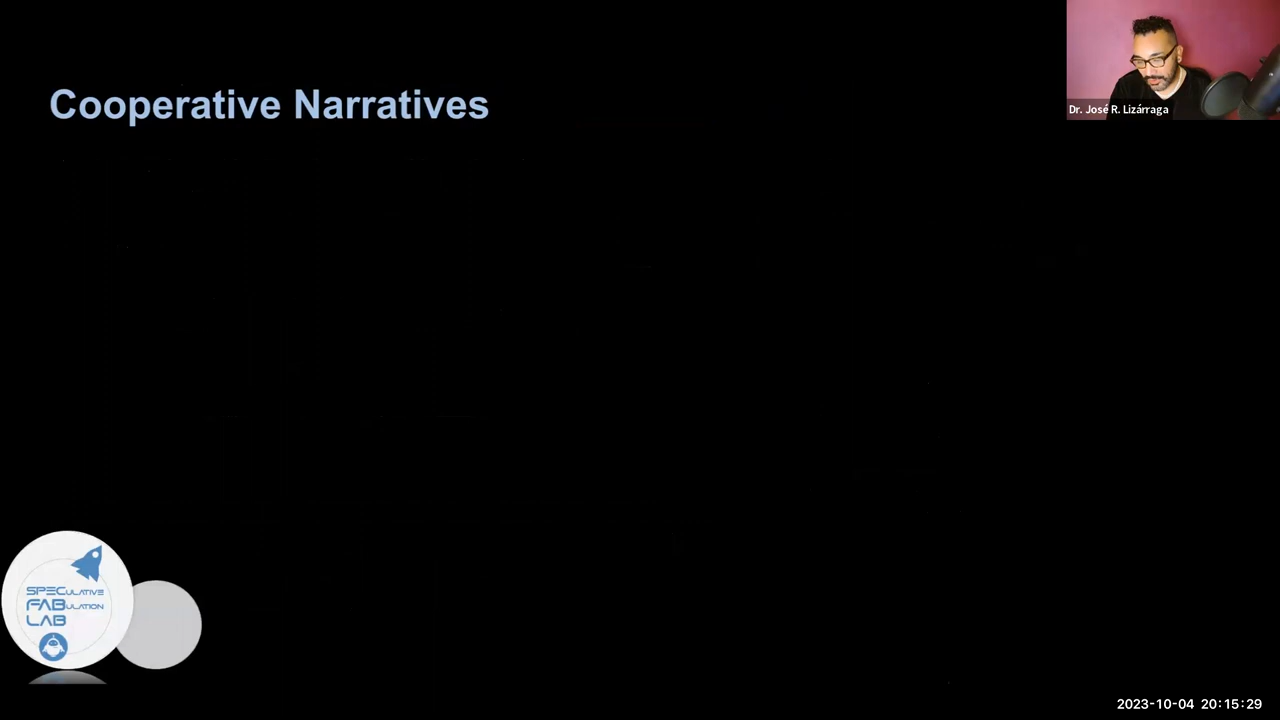 Cooperative Narratives
Dr. José R. Lizárraga
SPECULATIVE
FABULATION
LAB
2023-10-04 20:15:29